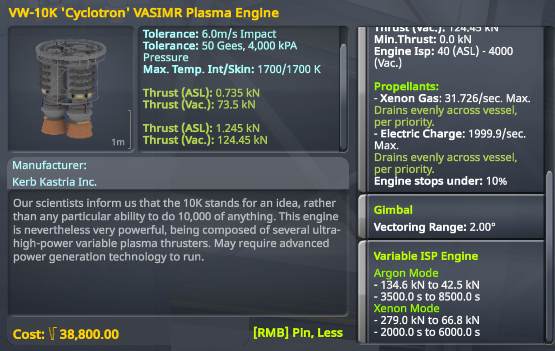 VW-10K 'Cyclotron' VASIMR Plasma Engine
Tolerance: 6.0m/s Impact
Tolerance: 50 Gees, 4,000 kPa
Pressure
Max. Temp. Int/Skin: 1700/1700 K
Thrust (ASL): 0.735 kN
Thrust (Vac.): 73.5 kN
Thrust (ASL): 1.245 kN
Thrust (Vac.): 124.45 kN
1m
Manufacturer:
Kerb Kastria Inc.
Our scientists inform us that the 10K stands for an idea, rather
than any particular ability to do 10,000 of anything. This engine
is nevertheless very powerful, being composed of several ultra-
high-power variable plasma thrusters. May require advanced
power generation technology to run.
Cost: 38,800.00
[RMB] Pin, Less
Thrust (Vac.): 124.45 kN
Min.Thrust: 0.0 kN
Engine Isp: 40 (ASL) - 4000
(Vac.)
Propellants:
- Xenon Gas: 31.726/sec. Max.
Drains evenly across vessel,
per priority.
- Electric Charge: 1999.9/sec.
Max.
Drains evenly across vessel,
per priority.
Engine stops under: 10%
Gimbal
Vectoring Range: 2.00°
Variable ISP Engine
Argon Mode
- 134.6 kN to 42.5 kN
- 3500.0 s to 8500.0 s
Xenon Mode
- 279.0 kN to 66.8 kN
- 2000.0 s to 6000.0 s